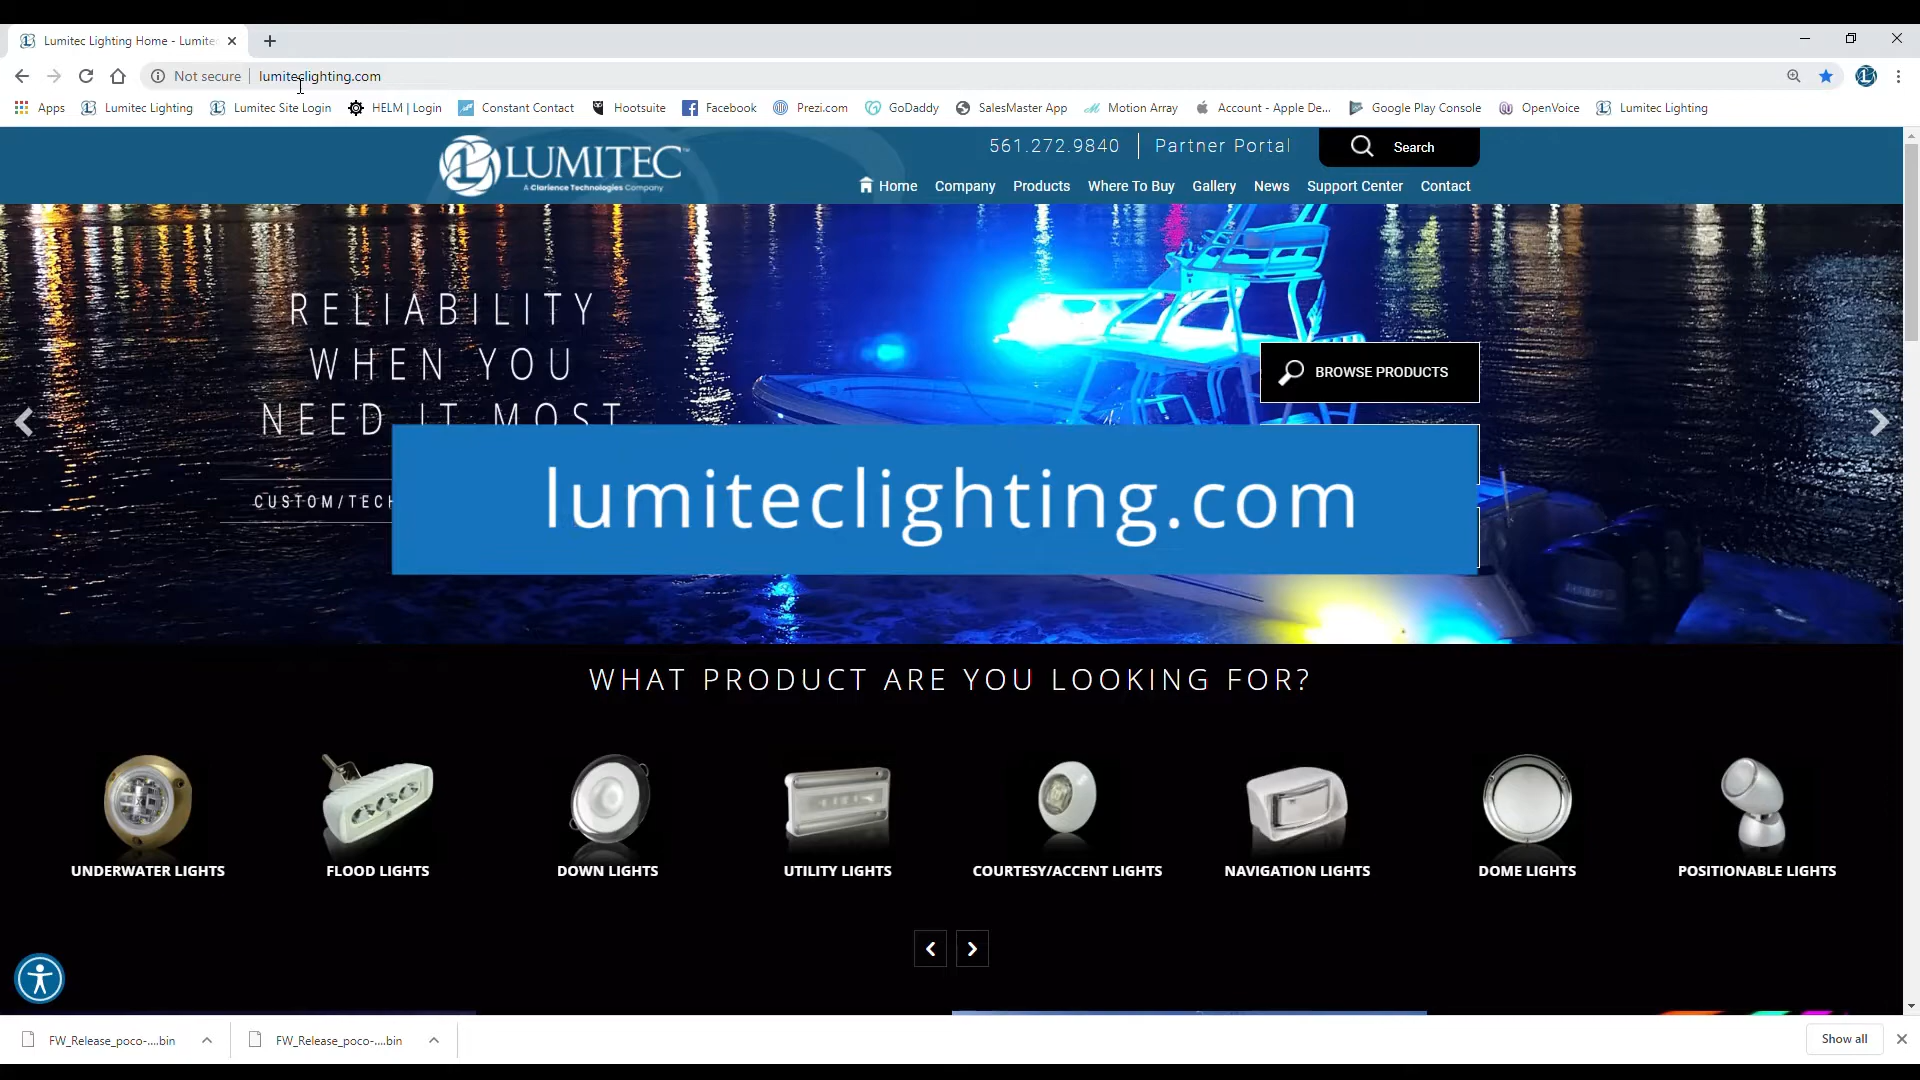 Lumitec Lighting Home - Lumitec
Not secure
lumiteclighting.com
Apps
Lumitec Lighting
Lumitec Site Login
HELM | Login
Constant Contact
Hootsuite
Facebook
Prezi.com
GoDaddy
SalesMaster App
Motion Array
Account - Apple De...
Google Play Console
OpenVoice
Lumitec Lighting
LUMITEC™
A Clarience Technologies Company
561.272.9840
Partner Portal
Search
Home
Company
Products
Where To Buy
Gallery
News
Support Center
Contact
RELIABILITY
WHEN YOU
NEED IT MOST
BROWSE PRODUCTS
CUSTOM/TECH
lumiteclighting.com
WHAT PRODUCT ARE YOU LOOKING FOR?
UNDERWATER LIGHTS
FLOOD LIGHTS
DOWN LIGHTS
UTILITY LIGHTS
COURTESY/ACCENT LIGHTS
NAVIGATION LIGHTS
DOME LIGHTS
POSITIONABLE LIGHTS
FW_Release_poco-....bin
FW_Release_poco-....bin
Show all